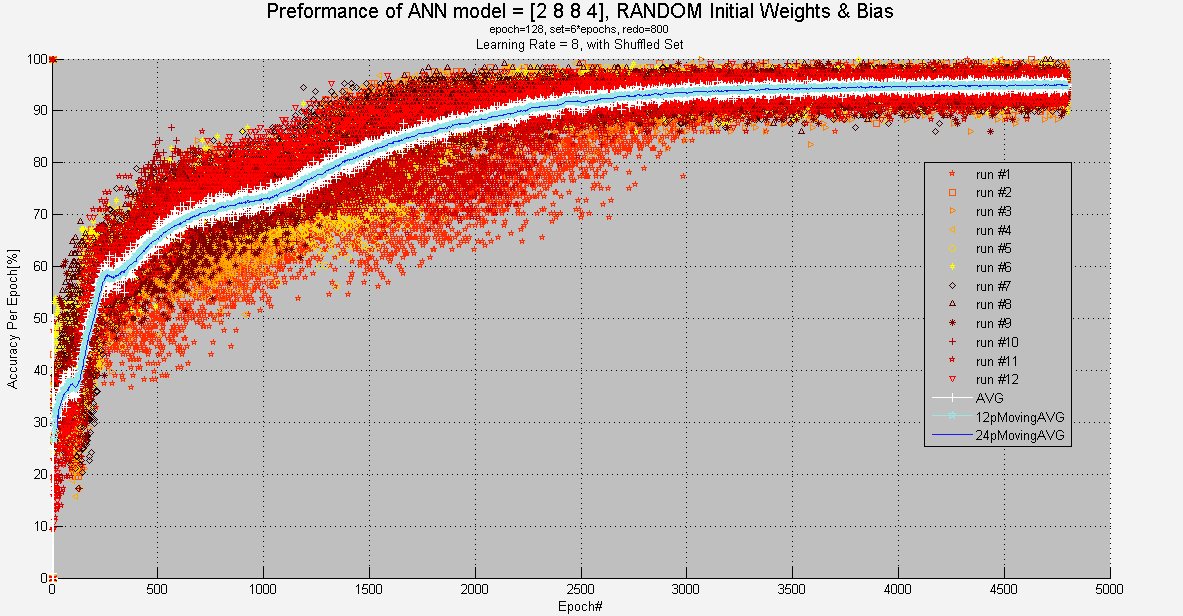 Preformance of ANN model = [2 8 8 4], RANDOM Initial Weights & Bias
epoch=128, set=6*epochs, redo=800
Learning Rate = 8, with Shuffled Set
Accuracy Per Epoch[%]
100
90
80
70
60
50
40
30
20
10
0
run #1
run #2
run #3
run #4
run #5
run #6
run #7
run #8
run #9
run #10
run #11
run #12
AVG
12pMovingAVG
24pMovingAVG
0 500 1000 1500 2000 2500 3000 3500 4000 4500 5000
Epoch#